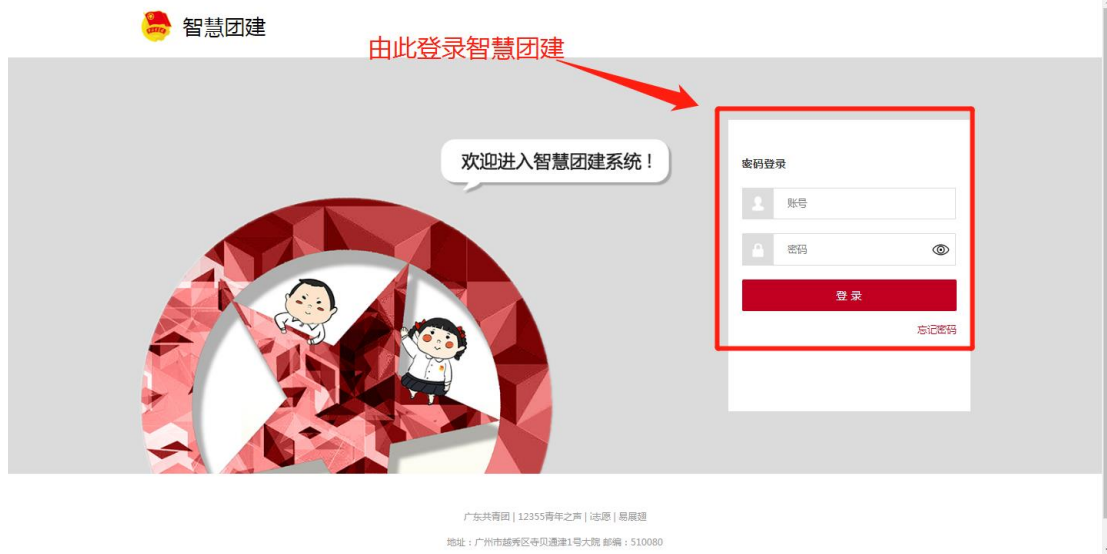 智慧团建
由此登录智慧团建
欢迎进入智慧团建系统！
密码登录
账号
密码
登 录
忘记密码
广东共青团 | 12355青年之声 | i志愿 | 易展翅
地址：广州市越秀区寺贝通津1号大院 邮编：510080